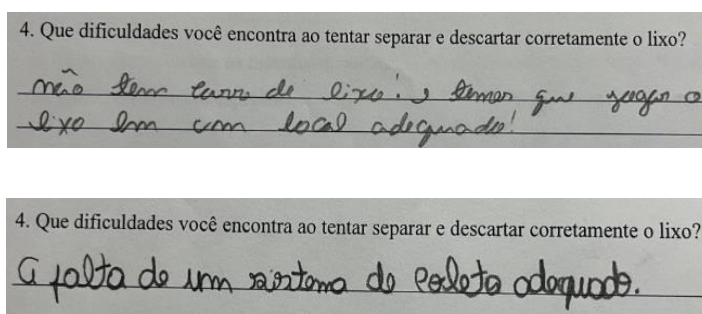 4. Que dificuldades você encontra ao tentar separar e descartar corretamente o lixo?
não tem carro de lixo! e temos que jogar o
lixo em um local adequado!
4. Que dificuldades você encontra ao tentar separar e descartar corretamente o lixo?
A falta de um sistema de coleta adequado.